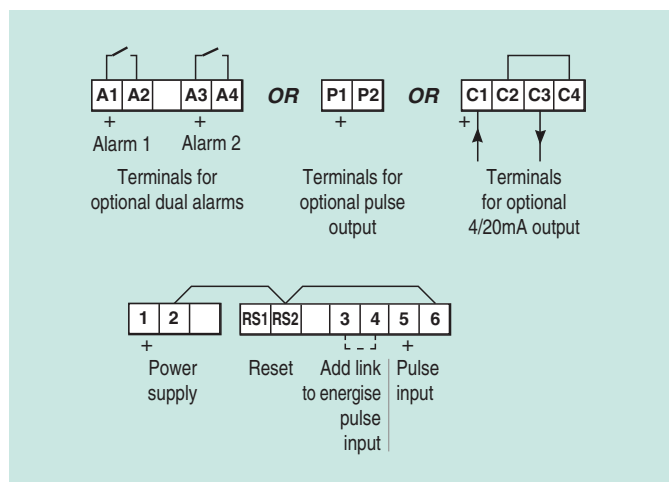 A1 A2 A3 A4 OR P1 P2 OR C1 C2 C3 C4
+ + + +
Alarm 1 Alarm 2
Terminals for
optional dual alarms
Terminals for
optional pulse
output
Terminals
for optional
4/20mA output
1 2 RS1 RS2 3 4 5 6
+ +
Power
supply
Reset
Add link
to energise
pulse
input
Pulse
input